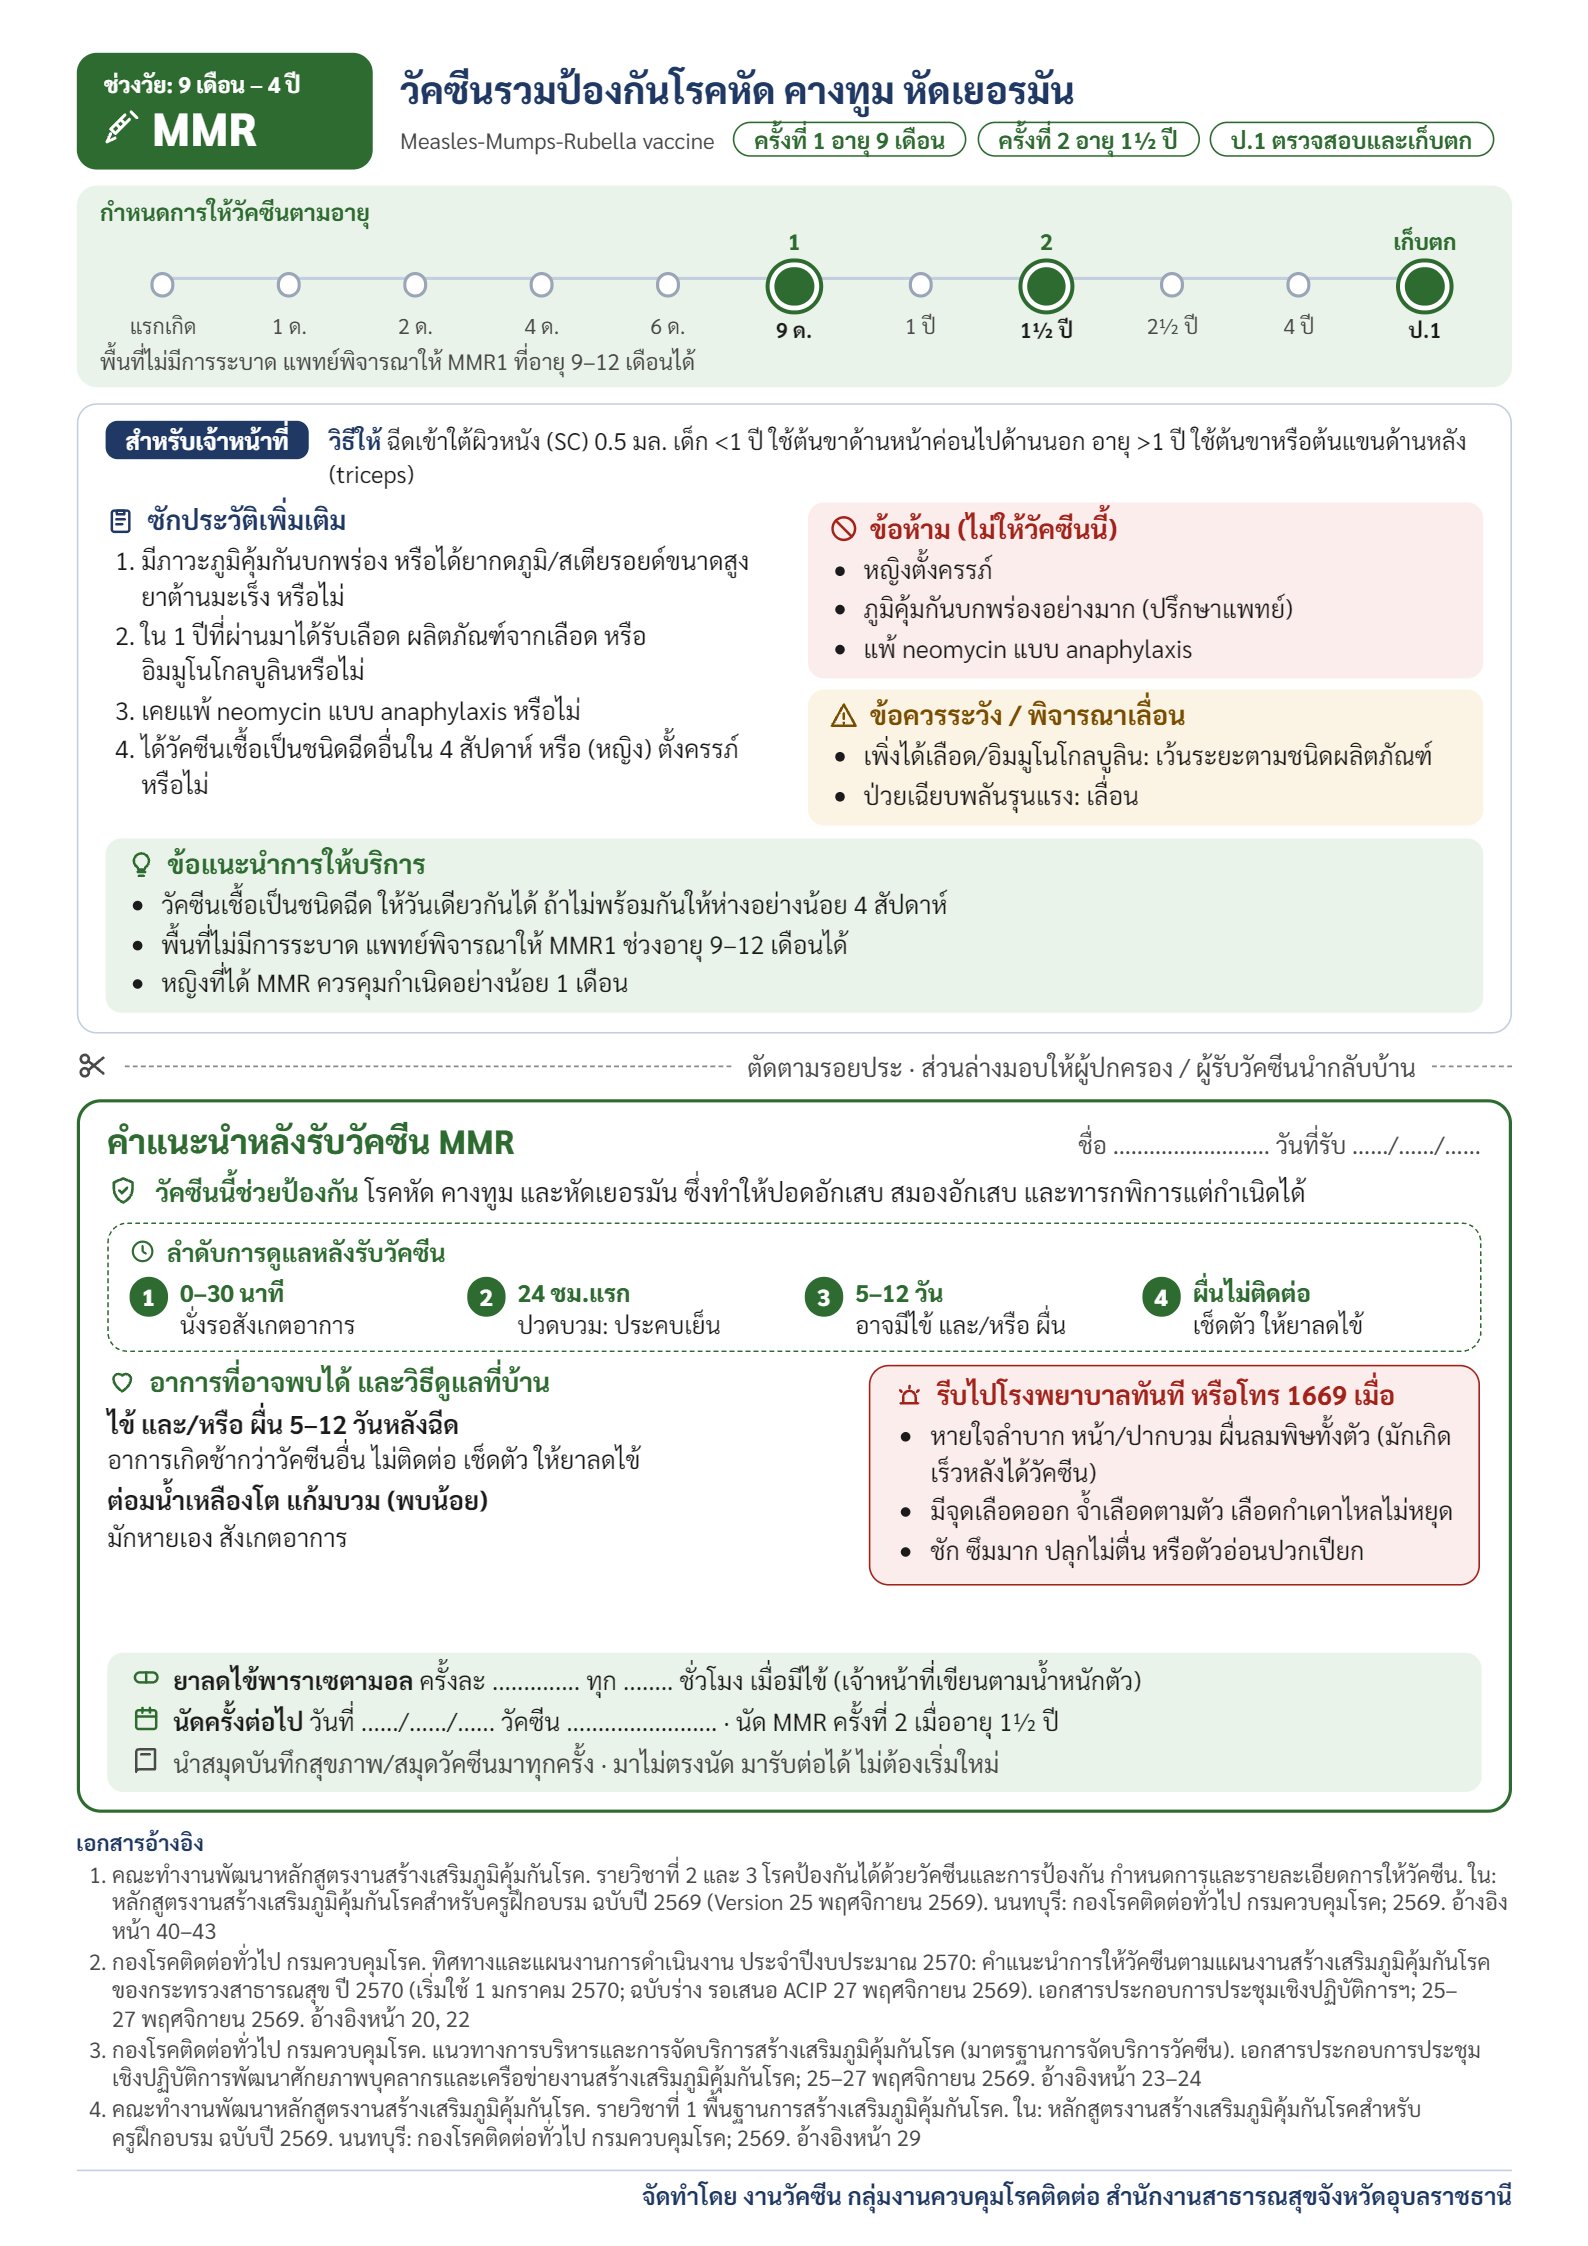 ช่วงวัย: 9 เดือน – 4 ปี
MMR
วัคซีนรวมป้องกันโรคหัด คางทูม หัดเยอรมัน
Measles-Mumps-Rubella vaccine ครั้งที่ 1 อายุ 9 เดือน ครั้งที่ 2 อายุ 1½ ปี ป.1 ตรวจสอบและเก็บตก
กำหนดการให้วัคซีนตามอายุ
1 2 เก็บตก
แรกเกิด 1 ด. 2 ด. 4 ด. 6 ด. 9 ด. 1 ปี 1½ ปี 2½ ปี 4 ปี ป.1
พื้นที่ไม่มีการระบาด แพทย์พิจารณาให้ MMR1 ที่อายุ 9–12 เดือนได้
สำหรับเจ้าหน้าที่ วิธีให้ ฉีดเข้าใต้ผิวหนัง (SC) 0.5 มล. เด็ก <1 ปี ใช้ต้นขาด้านหน้าค่อนไปด้านนอก อายุ >1 ปี ใช้ต้นขาหรือต้นแขนด้านหลัง
(triceps)
ซักประวัติเพิ่มเติม
1. มีภาวะภูมิคุ้มกันบกพร่อง หรือได้ยากดภูมิ/สเตียรอยด์ขนาดสูง
ยาต้านมะเร็ง หรือไม่
2. ใน 1 ปีที่ผ่านมาได้รับเลือด ผลิตภัณฑ์จากเลือด หรือ
อิมมูโนโกลบูลินหรือไม่
3. เคยแพ้ neomycin แบบ anaphylaxis หรือไม่
4. ได้วัคซีนเชื้อเป็นชนิดฉีดอื่นใน 4 สัปดาห์ หรือ (หญิง) ตั้งครรภ์
หรือไม่
ข้อห้าม (ไม่ให้วัคซีนนี้)
• หญิงตั้งครรภ์
• ภูมิคุ้มกันบกพร่องอย่างมาก (ปรึกษาแพทย์)
• แพ้ neomycin แบบ anaphylaxis
ข้อควรระวัง / พิจารณาเลื่อน
• เพิ่งได้เลือด/อิมมูโนโกลบูลิน: เว้นระยะตามชนิดผลิตภัณฑ์
• ป่วยเฉียบพลันรุนแรง: เลื่อน
ข้อแนะนำการให้บริการ
• วัคซีนเชื้อเป็นชนิดฉีด ให้วันเดียวกันได้ ถ้าไม่พร้อมกันให้ห่างอย่างน้อย 4 สัปดาห์
• พื้นที่ไม่มีการระบาด แพทย์พิจารณาให้ MMR1 ช่วงอายุ 9–12 เดือนได้
• หญิงที่ได้ MMR ควรคุมกำเนิดอย่างน้อย 1 เดือน
ตัดตามรอยประ · ส่วนล่างมอบให้ผู้ปกครอง / ผู้รับวัคซีนนำกลับบ้าน
คำแนะนำหลังรับวัคซีน MMR
ชื่อ .......................... วันที่รับ ....../....../......
วัคซีนนี้ช่วยป้องกัน โรคหัด คางทูม และหัดเยอรมัน ซึ่งทำให้ปอดอักเสบ สมองอักเสบ และทารกพิการแต่กำเนิดได้
ลำดับการดูแลหลังรับวัคซีน
1 0–30 นาที
นั่งรอสังเกตอาการ
2 24 ชม.แรก
ปวดบวม: ประคบเย็น
3 5–12 วัน
อาจมีไข้ และ/หรือ ผื่น
4 ผื่นไม่ติดต่อ
เช็ดตัว ให้ยาลดไข้
อาการที่อาจพบได้ และวิธีดูแลที่บ้าน
ไข้ และ/หรือ ผื่น 5–12 วันหลังฉีด
อาการเกิดช้ากว่าวัคซีนอื่น ไม่ติดต่อ เช็ดตัว ให้ยาลดไข้
ต่อมน้ำเหลืองโต แก้มบวม (พบน้อย)
มักหายเอง สังเกตอาการ
รีบไปโรงพยาบาลทันที หรือโทร 1669 เมื่อ
• หายใจลำบาก หน้า/ปากบวม ผื่นลมพิษทั้งตัว (มักเกิด
เร็วหลังได้วัคซีน)
• มีจุดเลือดออก จ้ำเลือดตามตัว เลือดกำเดาไหลไม่หยุด
• ชัก ซึมมาก ปลุกไม่ตื่น หรือตัวอ่อนปวกเปียก
ยาลดไข้พาราเซตามอล ครั้งละ .............. ทุก ........ ชั่วโมง เมื่อมีไข้ (เจ้าหน้าที่เขียนตามน้ำหนักตัว)
นัดครั้งต่อไป วันที่ ....../....../...... วัคซีน ........................ · นัด MMR ครั้งที่ 2 เมื่ออายุ 1½ ปี
นำสมุดบันทึกสุขภาพ/สมุดวัคซีนมาทุกครั้ง · มาไม่ตรงนัด มารับต่อได้ ไม่ต้องเริ่มใหม่
เอกสารอ้างอิง
1. คณะทำงานพัฒนาหลักสูตรงานสร้างเสริมภูมิคุ้มกันโรค. รายวิชาที่ 2 และ 3 โรคป้องกันได้ด้วยวัคซีนและการป้องกัน กำหนดการและรายละเอียดการให้วัคซีน. ใน:
หลักสูตรงานสร้างเสริมภูมิคุ้มกันโรคสำหรับครูฝึกอบรม ฉบับปี 2569 (Version 25 พฤศจิกายน 2569). นนทบุรี: กองโรคติดต่อทั่วไป กรมควบคุมโรค; 2569. อ้างอิง
หน้า 40–43
2. กองโรคติดต่อทั่วไป กรมควบคุมโรค. ทิศทางและแผนงานการดำเนินงาน ประจำปีงบประมาณ 2570: คำแนะนำการให้วัคซีนตามแผนงานสร้างเสริมภูมิคุ้มกันโรค
ของกระทรวงสาธารณสุข ปี 2570 (เริ่มใช้ 1 มกราคม 2570; ฉบับร่าง รอเสนอ ACIP 27 พฤศจิกายน 2569). เอกสารประกอบการประชุมเชิงปฏิบัติการฯ; 25–
27 พฤศจิกายน 2569. อ้างอิงหน้า 20, 22
3. กองโรคติดต่อทั่วไป กรมควบคุมโรค. แนวทางการบริหารและการจัดบริการสร้างเสริมภูมิคุ้มกันโรค (มาตรฐานการจัดบริการวัคซีน). เอกสารประกอบการประชุม
เชิงปฏิบัติการพัฒนาศักยภาพบุคลากรและเครือข่ายงานสร้างเสริมภูมิคุ้มกันโรค; 25–27 พฤศจิกายน 2569. อ้างอิงหน้า 23–24
4. คณะทำงานพัฒนาหลักสูตรงานสร้างเสริมภูมิคุ้มกันโรค. รายวิชาที่ 1 พื้นฐานการสร้างเสริมภูมิคุ้มกันโรค. ใน: หลักสูตรงานสร้างเสริมภูมิคุ้มกันโรคสำหรับ
ครูฝึกอบรม ฉบับปี 2569. นนทบุรี: กองโรคติดต่อทั่วไป กรมควบคุมโรค; 2569. อ้างอิงหน้า 29
จัดทำโดย งานวัคซีน กลุ่มงานควบคุมโรคติดต่อ สำนักงานสาธารณสุขจังหวัดอุบลราชธานี